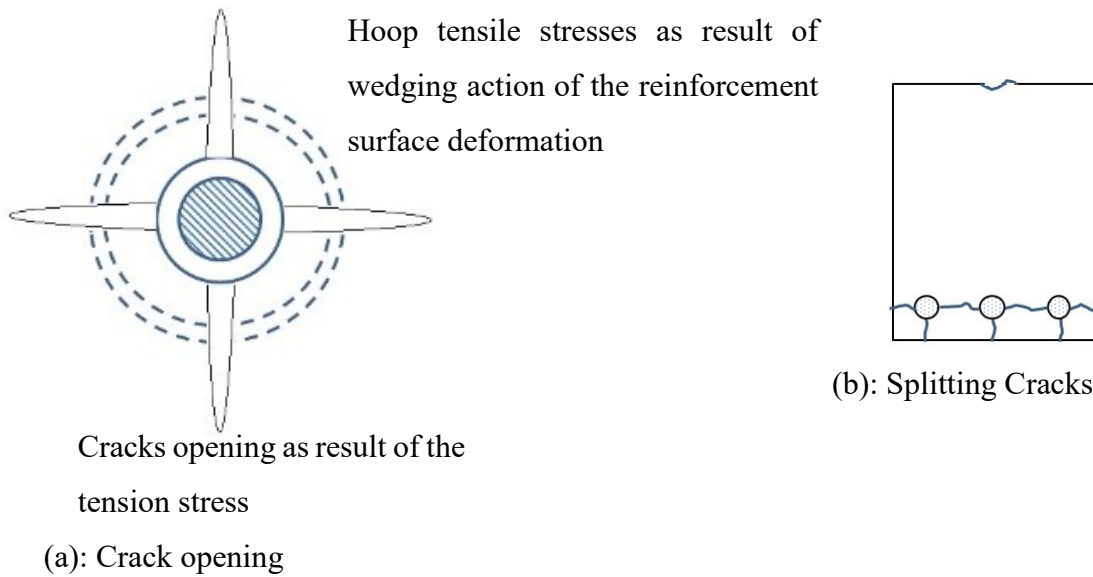 Hoop tensile stresses as result of
wedging action of the reinforcement
surface deformation
Cracks opening as result of the
tension stress
(a): Crack opening
(b): Splitting Cracks